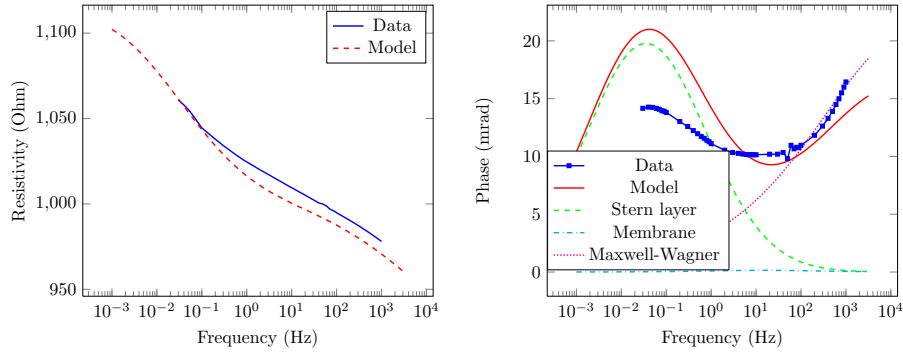 1,100
1,050
1,000
950
Resistivity (Ohm)
Data
Model
10⁻³ 10⁻² 10⁻¹ 10⁰ 10¹ 10² 10³ 10⁴
Frequency (Hz)
20
15
10
5
0
Phase (mrad)
Data
Model
Stern layer
Membrane
Maxwell-Wagner
10⁻³ 10⁻² 10⁻¹ 10⁰ 10¹ 10² 10³ 10⁴
Frequency (Hz)